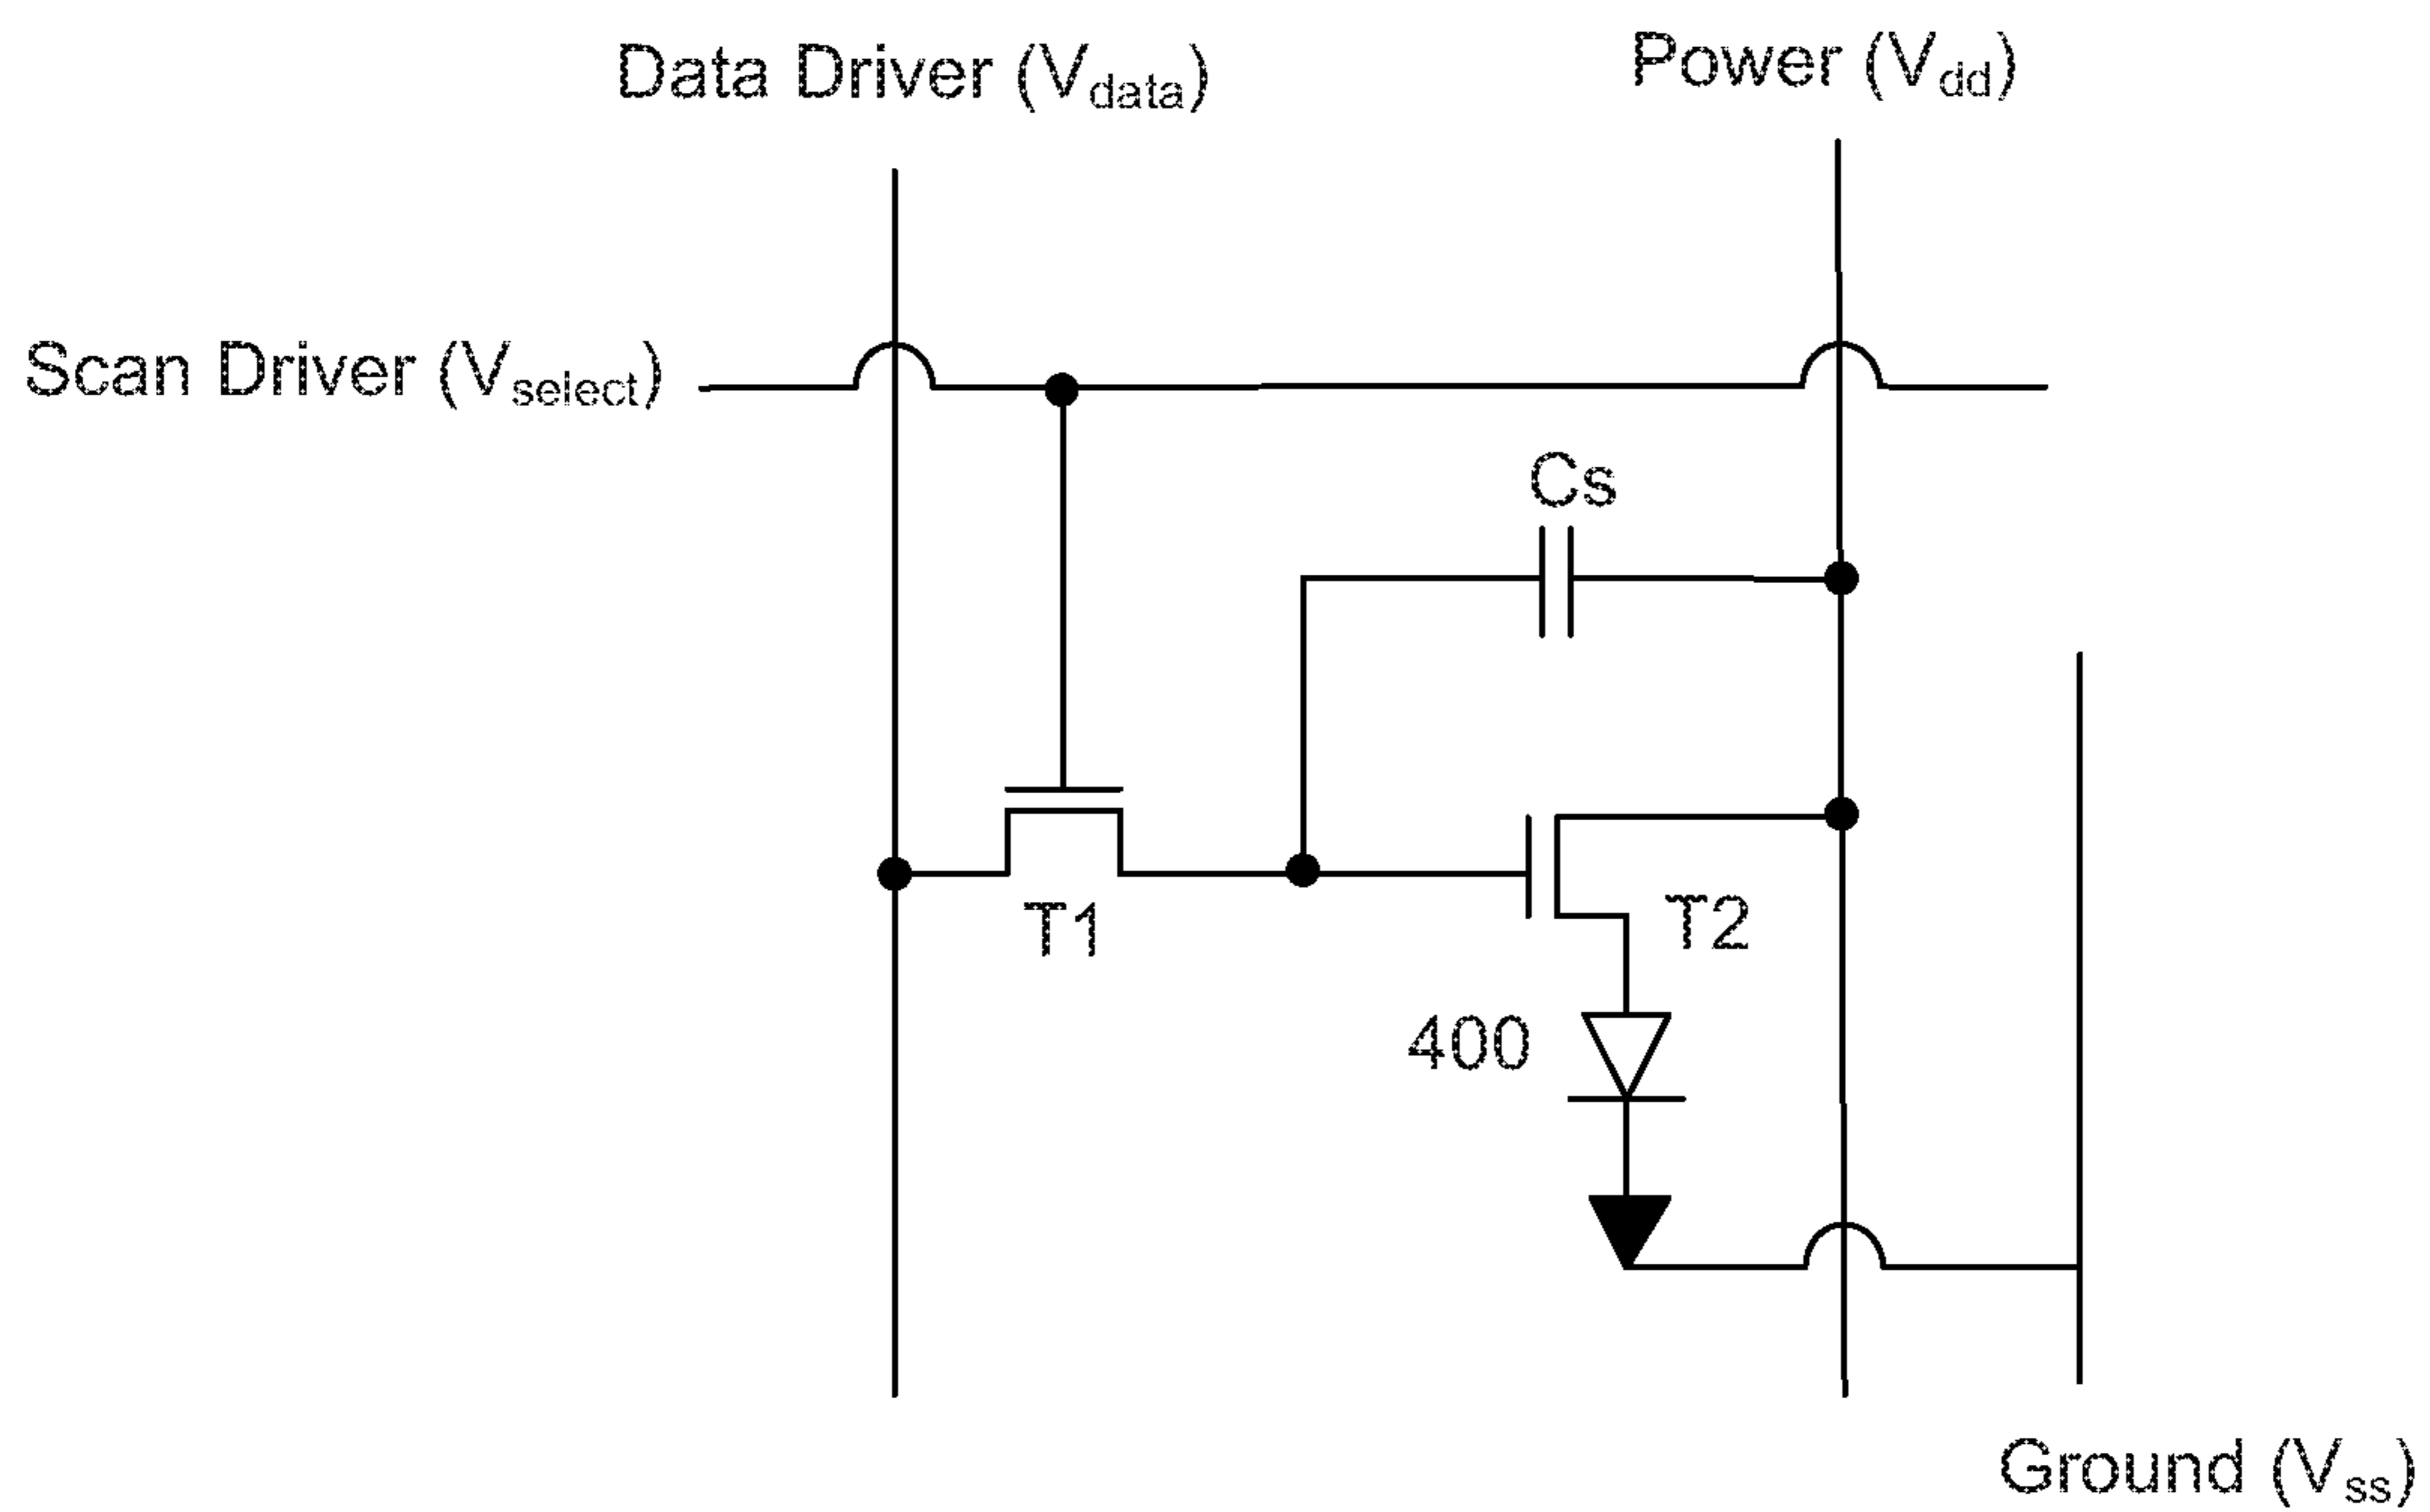 Power (Vdd)
Data Driver (Vdata)
Scan Driver (Vselect)
Cs
T1
T2
400
Ground (Vss)